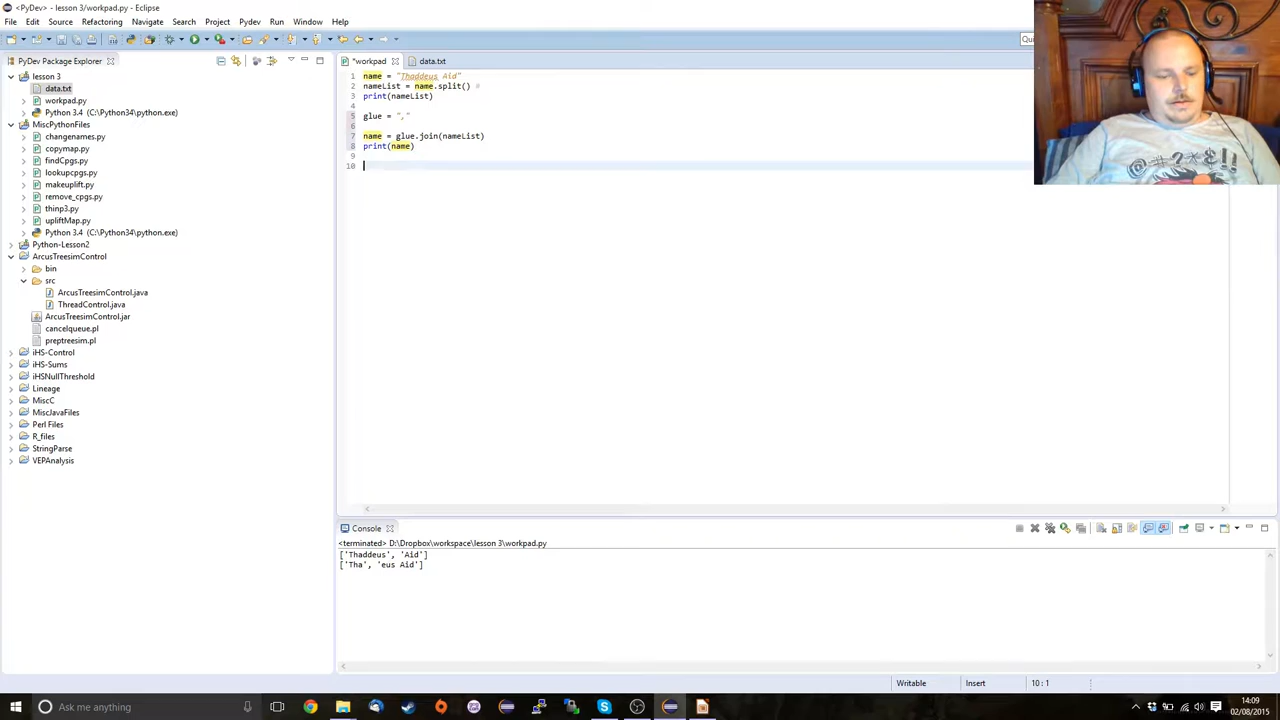 <PyDev> - lesson 3/workpad.py - Eclipse
File Edit Source Refactoring Navigate Search Project Pydev Run Window Help
Qui
PyDev Package Explorer
*workpad
data.txt
lesson 3
data.txt
workpad.py
Python 3.4 (C:\Python34\python.exe)
MiscPythonFiles
changenames.py
copymap.py
findCpgs.py
lookupcpgs.py
makeuplift.py
remove_cpgs.py
thinp3.py
upliftMap.py
Python 3.4 (C:\Python34\python.exe)
Python-Lesson2
ArcusTreesimControl
bin
src
ArcusTreesimControl.java
ThreadControl.java
ArcusTreesimControl.jar
cancelqueue.pl
preptreesim.pl
iHS-Control
iHS-Sums
iHSNullThreshold
Lineage
MiscC
MiscJavaFiles
Perl Files
R_files
StringParse
VEPAnalysis
1 name = "Thaddeus Aid"
2 nameList = name.split() #
3 print(nameList)
4
5 glue = ","
6
7 name = glue.join(nameList)
8 print(name)
9
10
@#?*$!!
Console
<terminated> D:\Dropbox\workspace\lesson 3\workpad.py
['Thaddeus', 'Aid']
['Tha', 'eus Aid']
Writable Insert 10 : 1
Ask me anything
14:09
02/08/2015